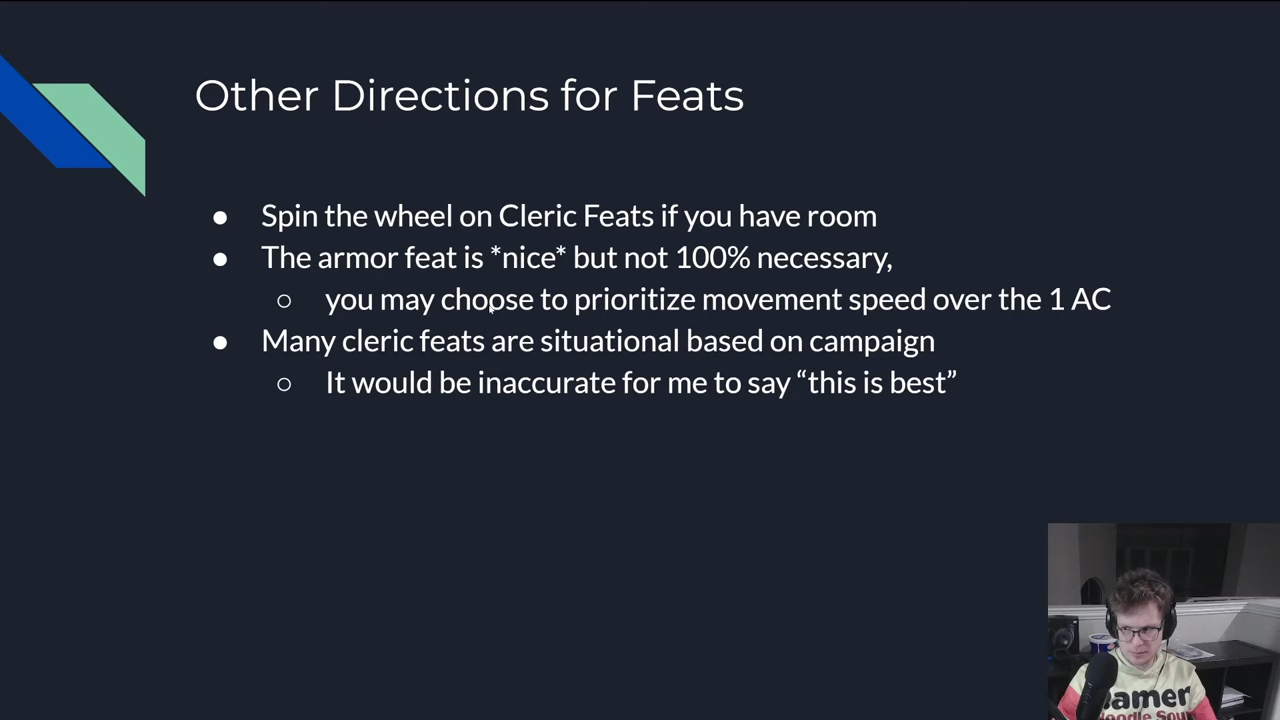 Other Directions for Feats
● Spin the wheel on Cleric Feats if you have room
● The armor feat is *nice* but not 100% necessary,
○ you may choose to prioritize movement speed over the 1 AC
● Many cleric feats are situational based on campaign
○ It would be inaccurate for me to say “this is best”